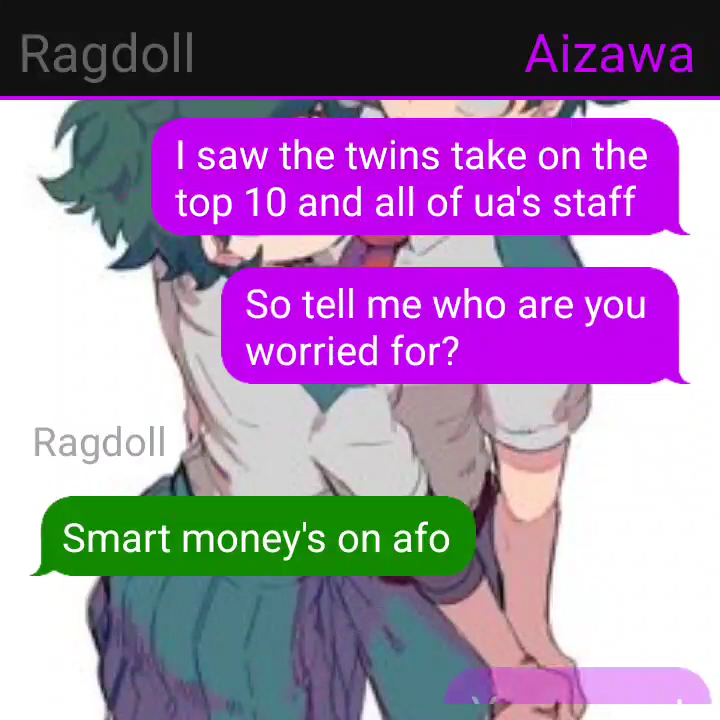 Ragdoll Aizawa
I saw the twins take on the
top 10 and all of ua's staff
So tell me who are you
worried for?
Ragdoll
Smart money's on afo